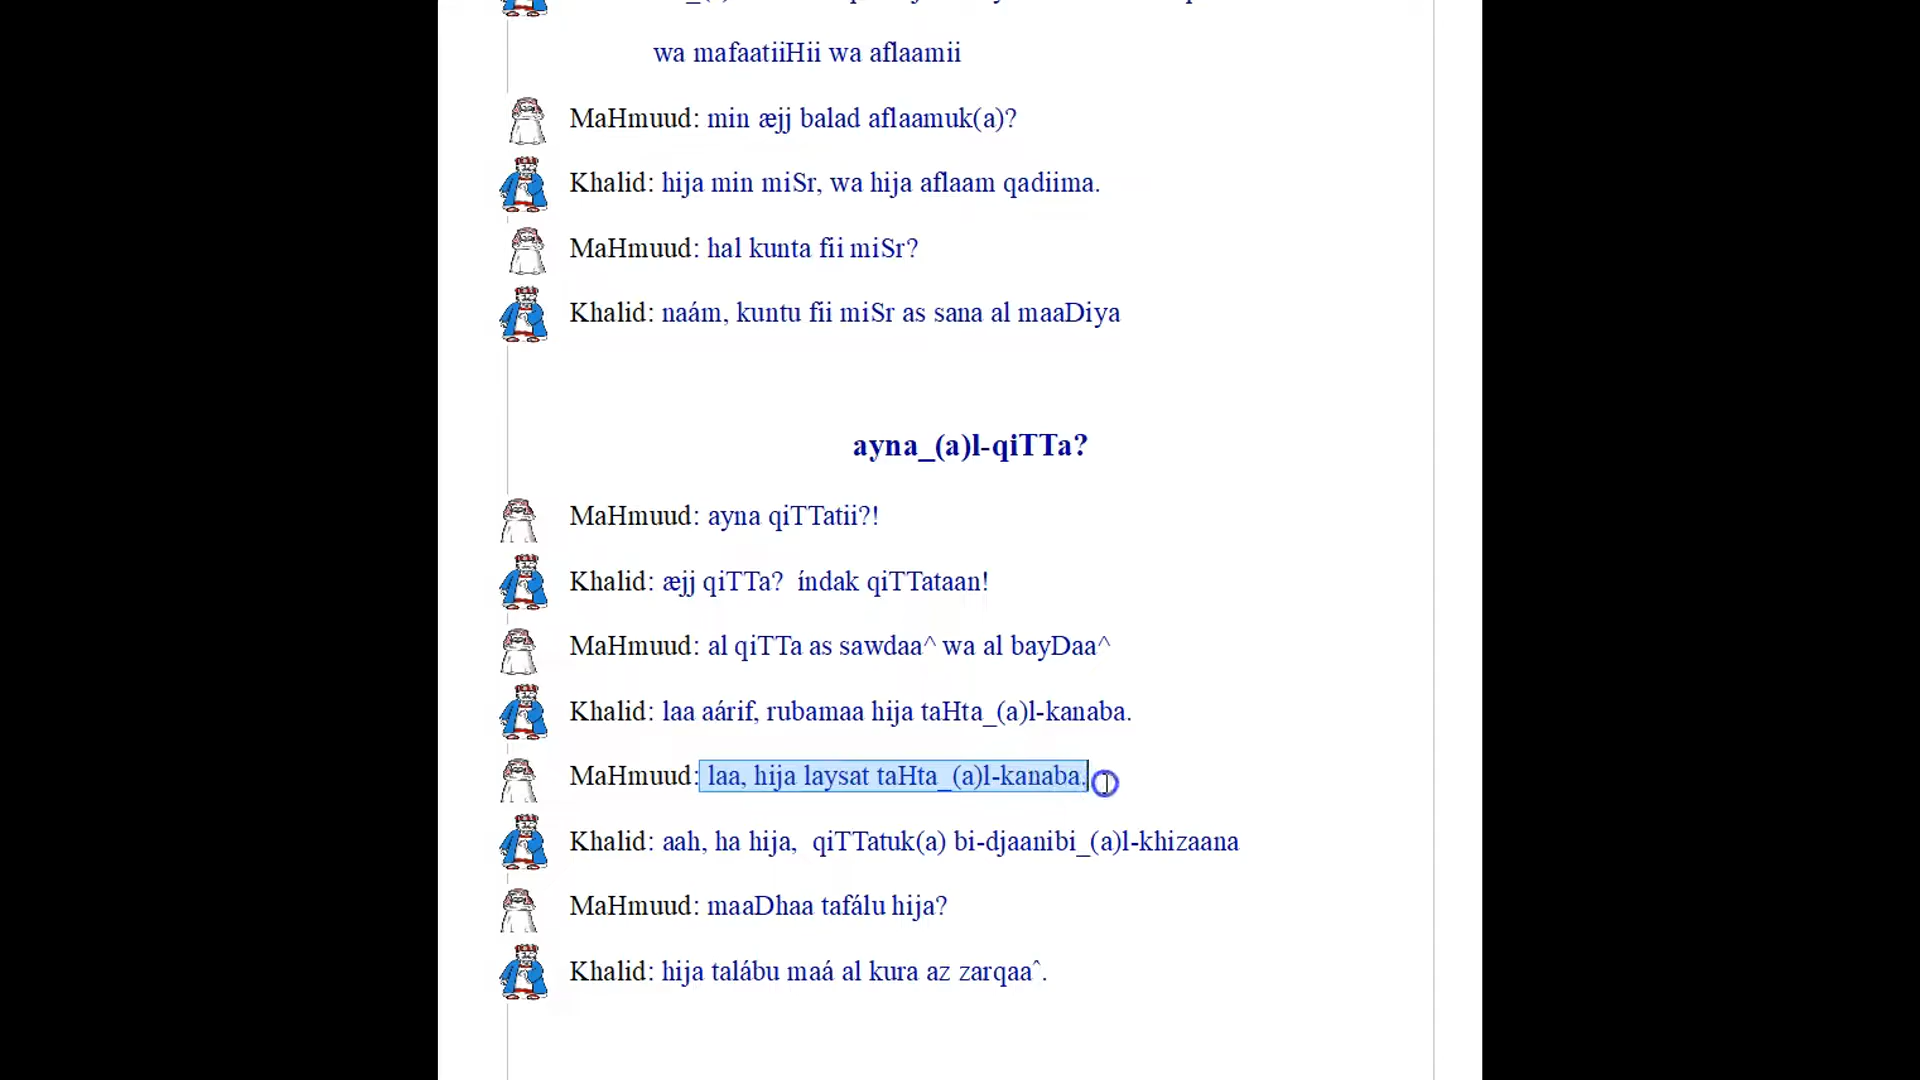 wa mafaatiiHii wa aflaamii
MaHmuud: min æjj balad aflaamuk(a)?
Khalid: hija min miSr, wa hija aflaam qadiima.
MaHmuud: hal kunta fii miSr?
Khalid: naám, kuntu fii miSr as sana al maaDiya
ayna_(a)l-qiTTa?
MaHmuud: ayna qiTTatii?!
Khalid: æjj qiTTa? índak qiTTataan!
MaHmuud: al qiTTa as sawdaa^ wa al bayDaa^
Khalid: laa aárif, rubamaa hija taHta_(a)l-kanaba.
MaHmuud: laa, hija laysat taHta_(a)l-kanaba.
Khalid: aah, ha hija, qiTTatuk(a) bi-djaanibi_(a)l-khizaana
MaHmuud: maaDhaa tafálu hija?
Khalid: hija talábu maá al kura az zarqaaˆ.